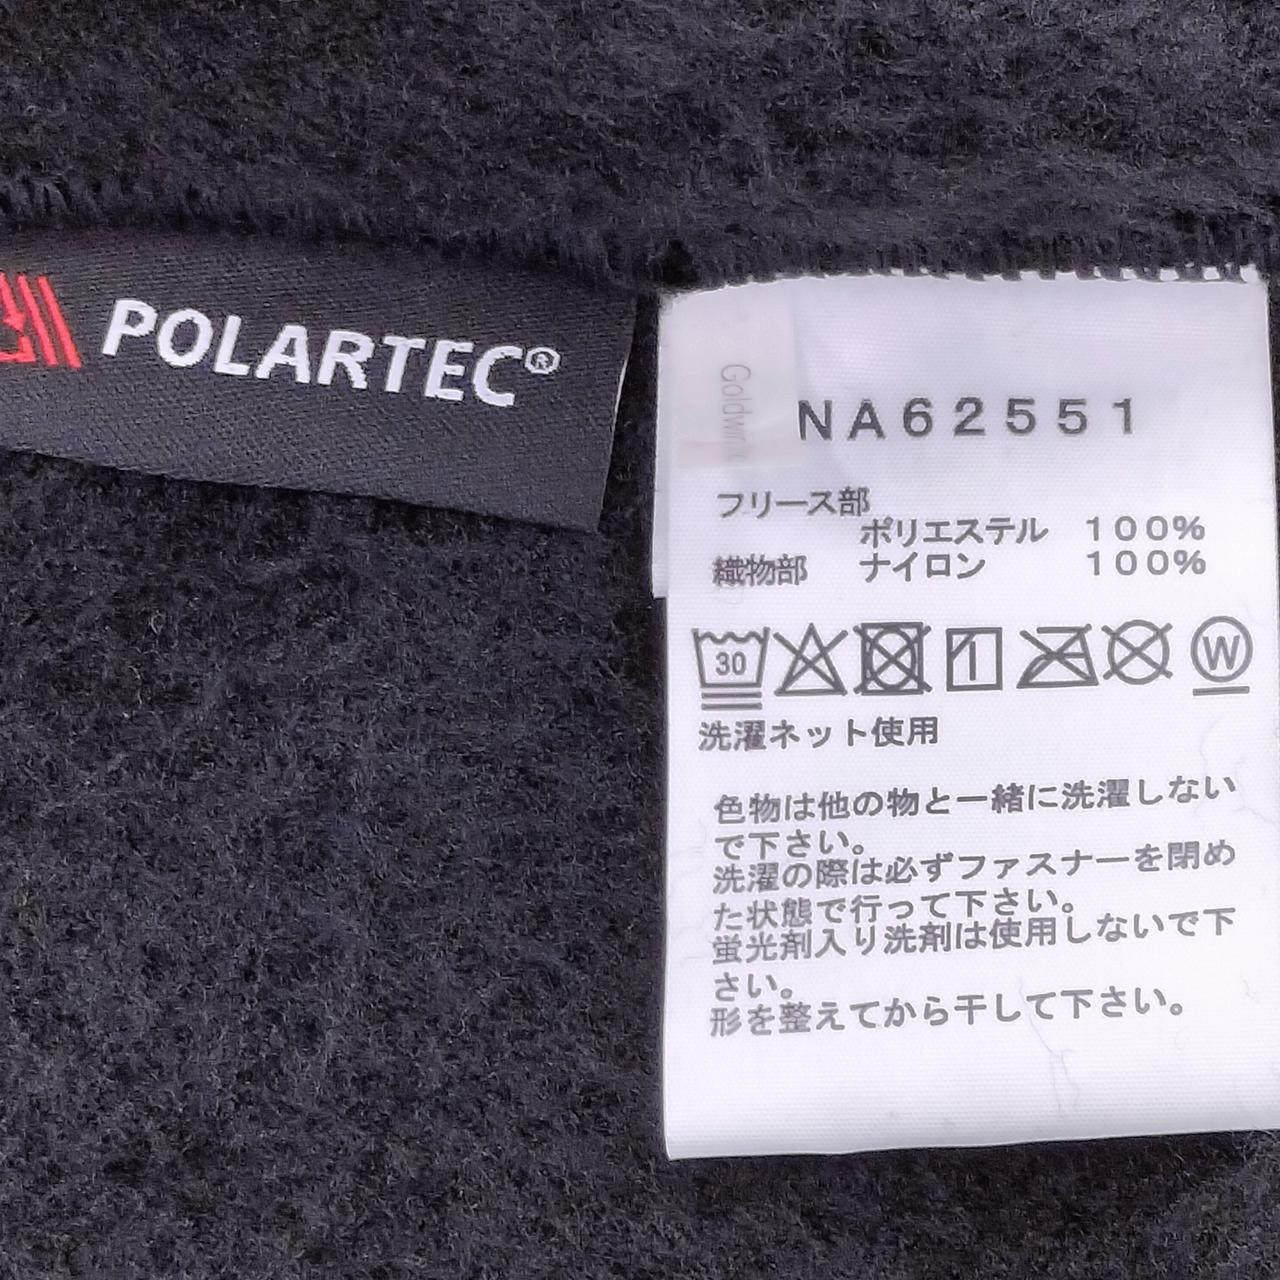 POLARTEC®
Goldwin
NA62551
フリース部
ポリエステル 100%
織物部 ナイロン 100%
30
W
洗濯ネット使用
色物は他の物と一緒に洗濯しない
で下さい。
洗濯の際は必ずファスナーを閉め
た状態で行って下さい。
蛍光剤入り洗剤は使用しないで下
さい。
形を整えてから干して下さい。